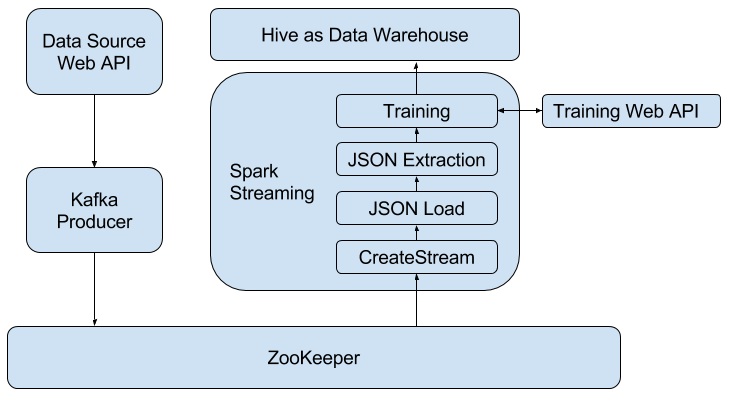 Data Source
Web API
Hive as Data Warehouse
Training
Training Web API
JSON Extraction
Spark
Streaming
Kafka
Producer
JSON Load
CreateStream
ZooKeeper